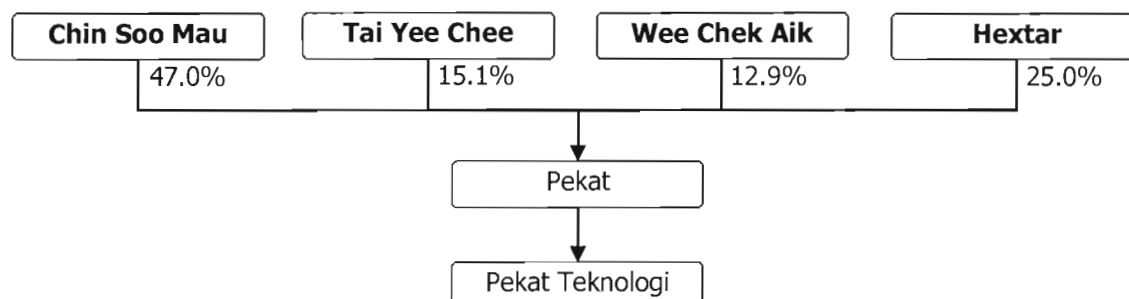 Chin Soo Mau
Tai Yee Chee
Wee Chek Aik
Hextar
47.0%
15.1%
12.9%
25.0%
Pekat
Pekat Teknologi